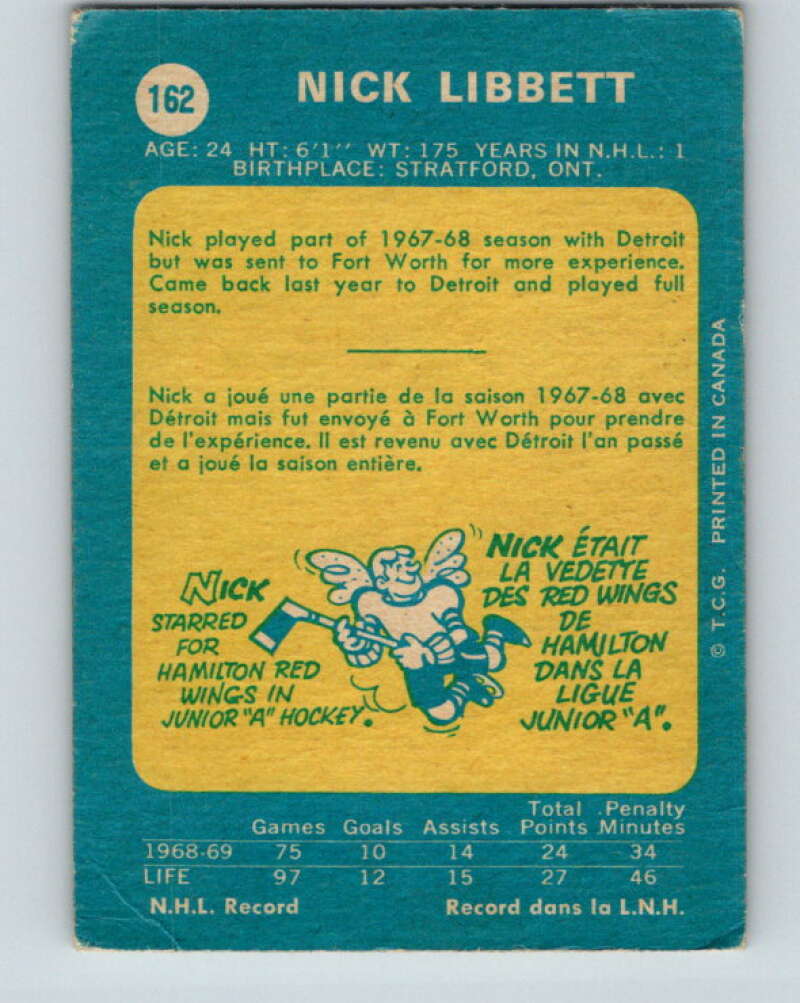 162
NICK LIBBETT
AGE: 24 HT: 6'1'' WT: 175 YEARS IN N.H.L.: 1
BIRTHPLACE: STRATFORD, ONT.
Nick played part of 1967-68 season with Detroit
but was sent to Fort Worth for more experience.
Came back last year to Detroit and played full
season.
Nick a joué une partie de la saison 1967-68 avec
Détroit mais fut envoyé à Fort Worth pour prendre
de l'expérience. Il est revenu avec Détroit l'an passé
et a joué la saison entière.
NICK
STARRED
FOR
HAMILTON RED
WINGS IN
JUNIOR "A" HOCKEY.
NICK ÉTAIT
LA VEDETTE
DES RED WINGS
DE
HAMILTON
DANS LA
LIGUE
JUNIOR "A".
© T.C.G. PRINTED IN CANADA
Total Penalty
Games Goals Assists Points Minutes
1968-69 75 10 14 24 34
LIFE 97 12 15 27 46
N.H.L. Record Record dans la L.N.H.